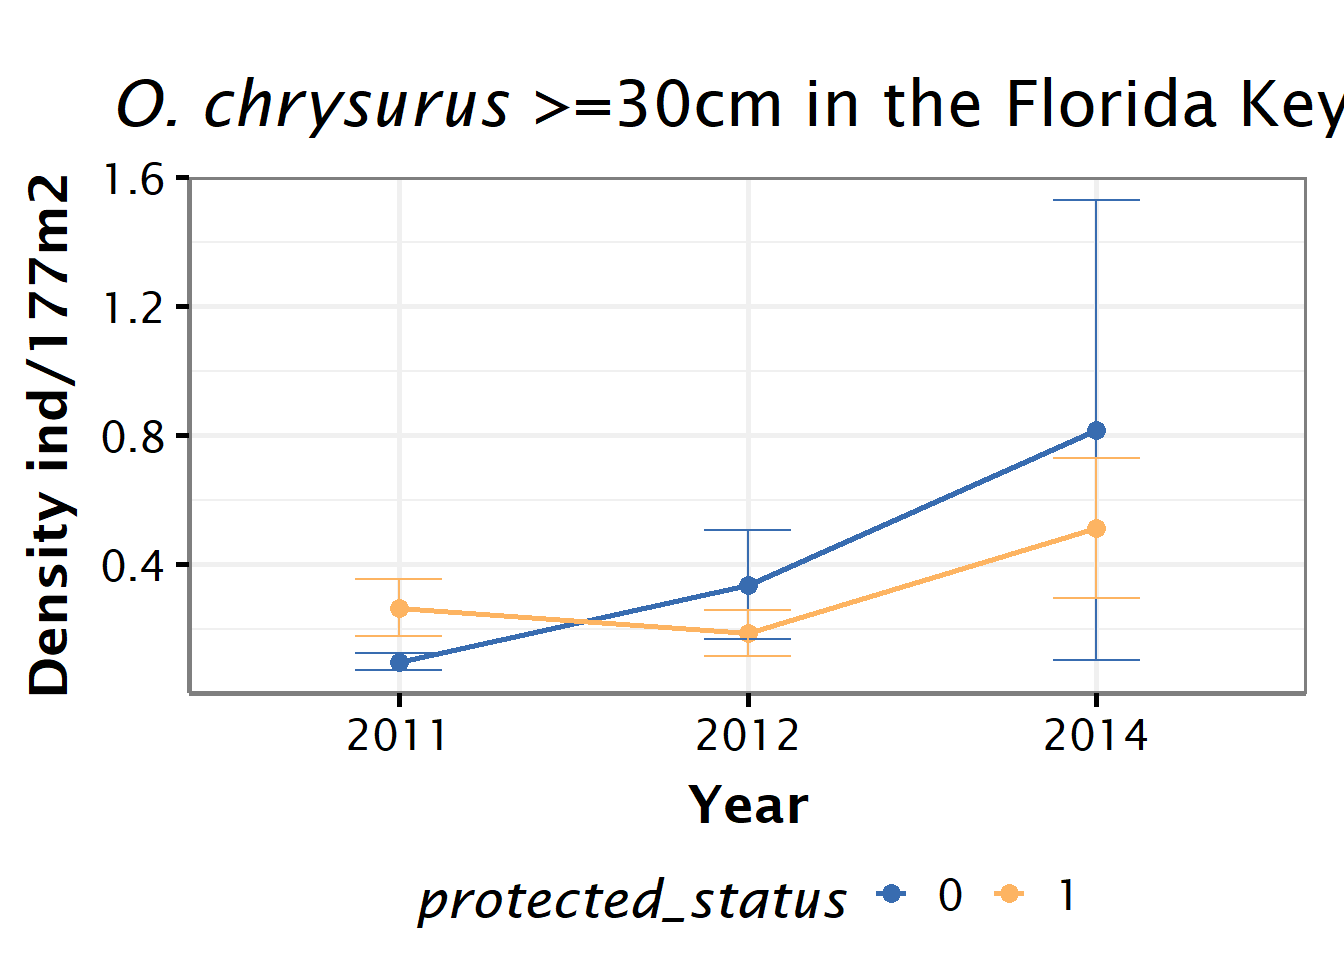 O. chrysurus >=30cm in the Florida Key
Density ind/177m2
1.6
1.2
0.8
0.4
2011 2012 2014
Year
protected_status 0 1